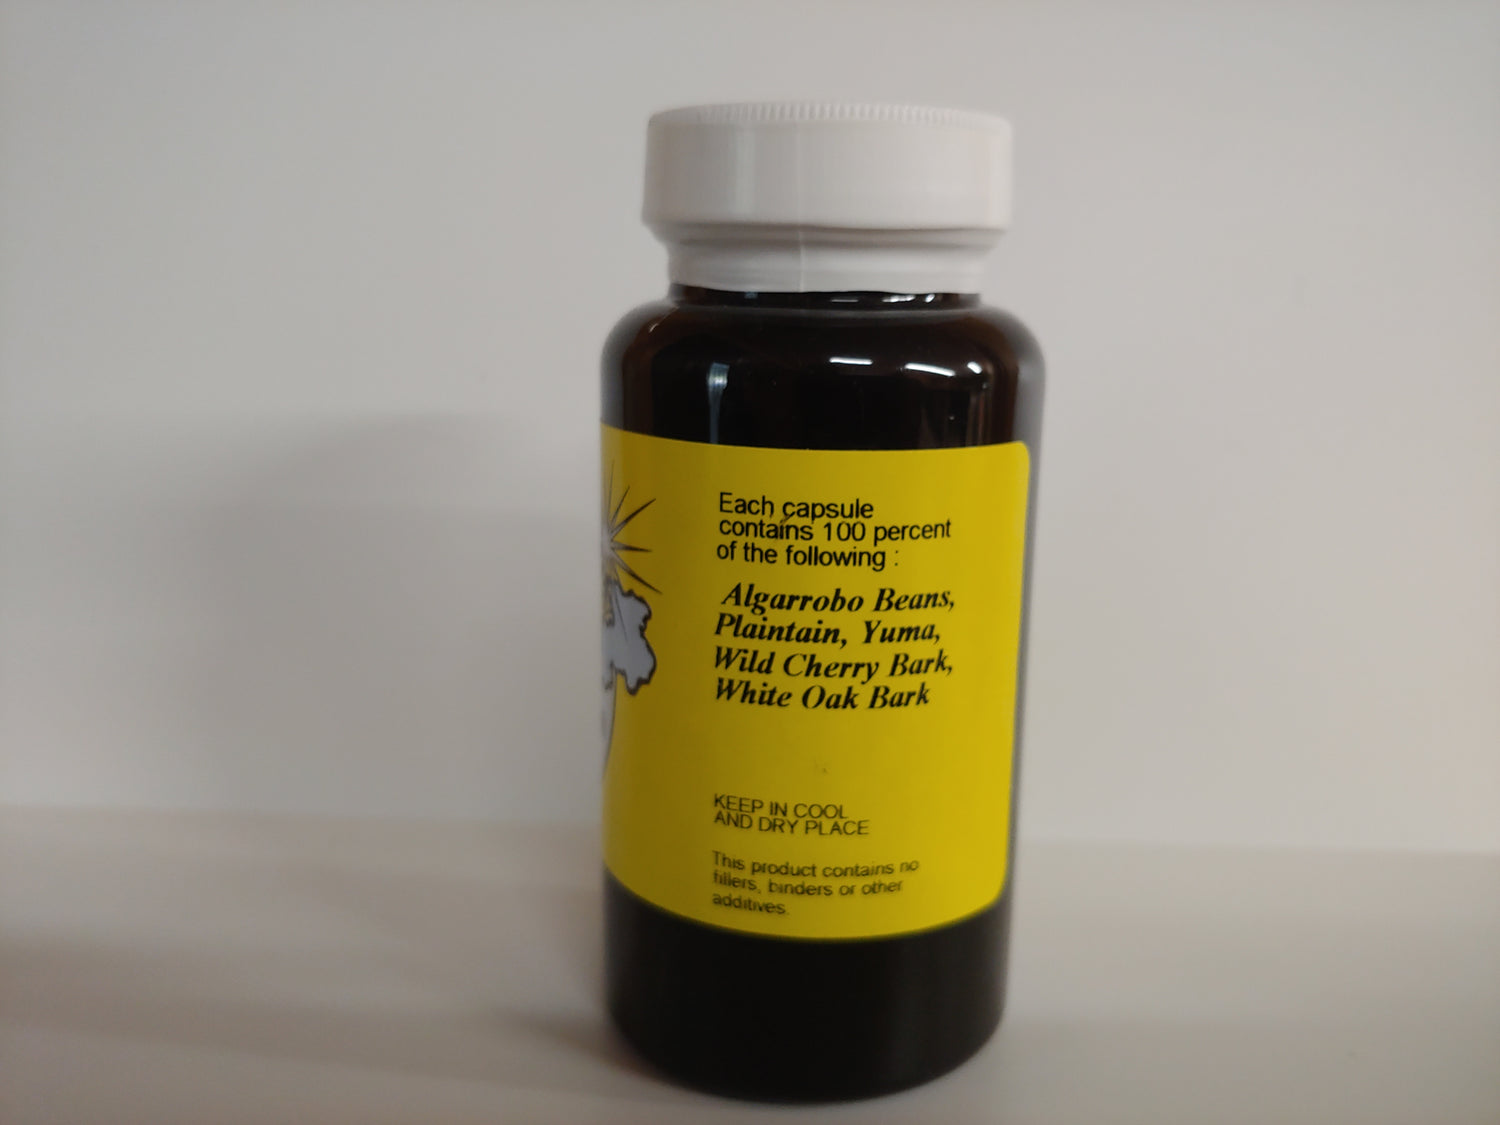 Each capsule
contains 100 percent
of the following :
Algarrobo Beans,
Plaintain, Yuma,
Wild Cherry Bark,
White Oak Bark
KEEP IN COOL
AND DRY PLACE
This product contains no
fillers, binders or other
additives.